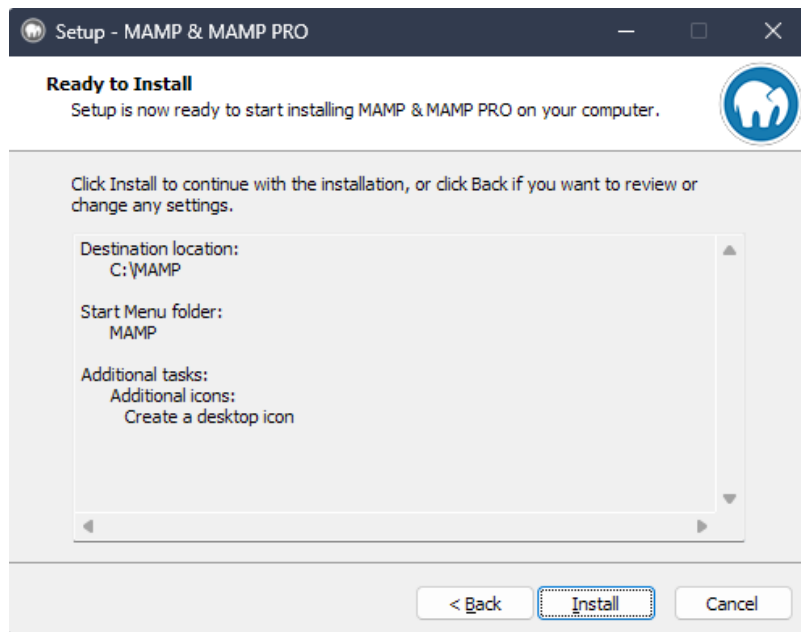 Setup - MAMP & MAMP PRO
Ready to Install
Setup is now ready to start installing MAMP & MAMP PRO on your computer.
Click Install to continue with the installation, or click Back if you want to review or
change any settings.
Destination location:
C:\MAMP
Start Menu folder:
MAMP
Additional tasks:
Additional icons:
Create a desktop icon
< Back
Install
Cancel